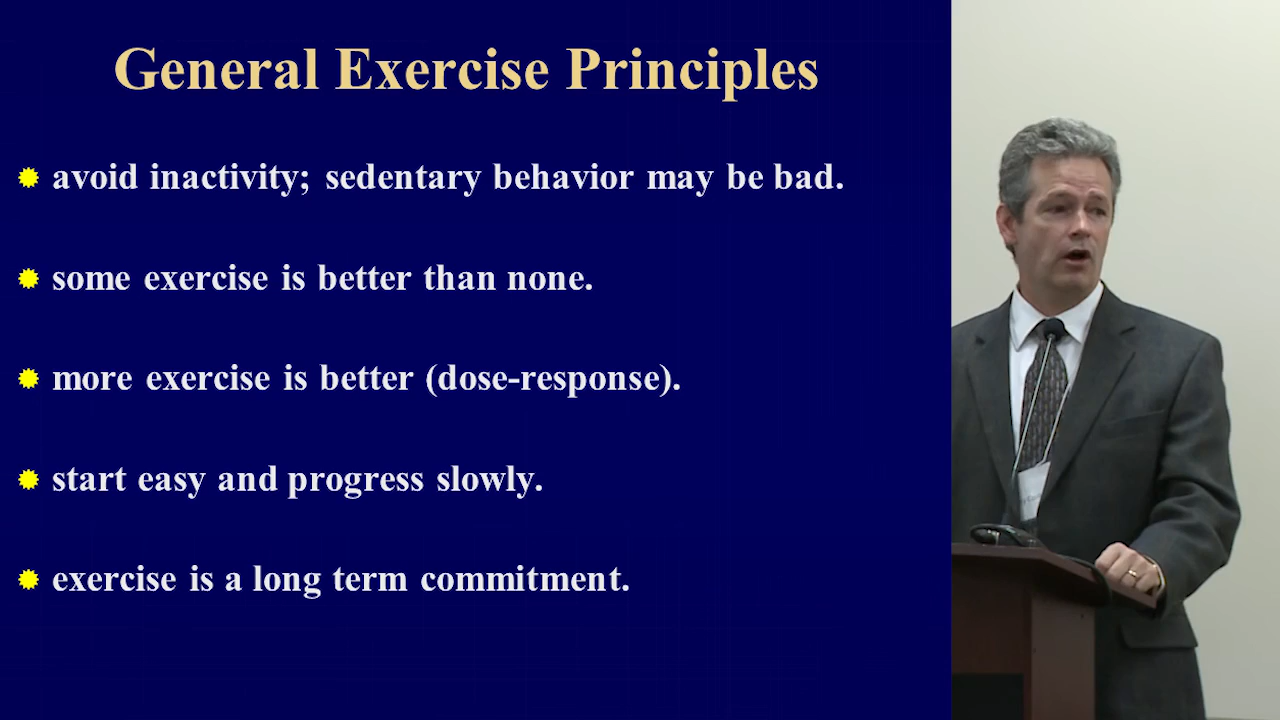 General Exercise Principles
avoid inactivity; sedentary behavior may be bad.
some exercise is better than none.
more exercise is better (dose-response).
start easy and progress slowly.
exercise is a long term commitment.